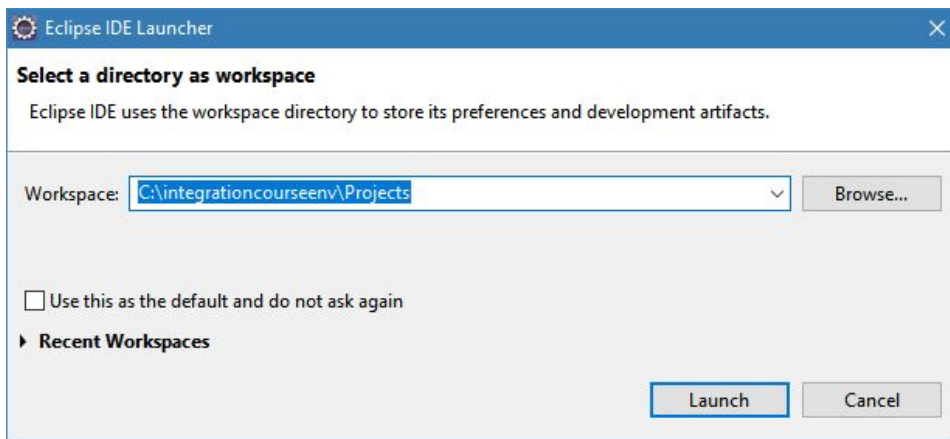 Eclipse IDE Launcher
Select a directory as workspace
Eclipse IDE uses the workspace directory to store its preferences and development artifacts.
Workspace: C:\integrationcourseenv\Projects Browse...
Use this as the default and do not ask again
Recent Workspaces
Launch Cancel